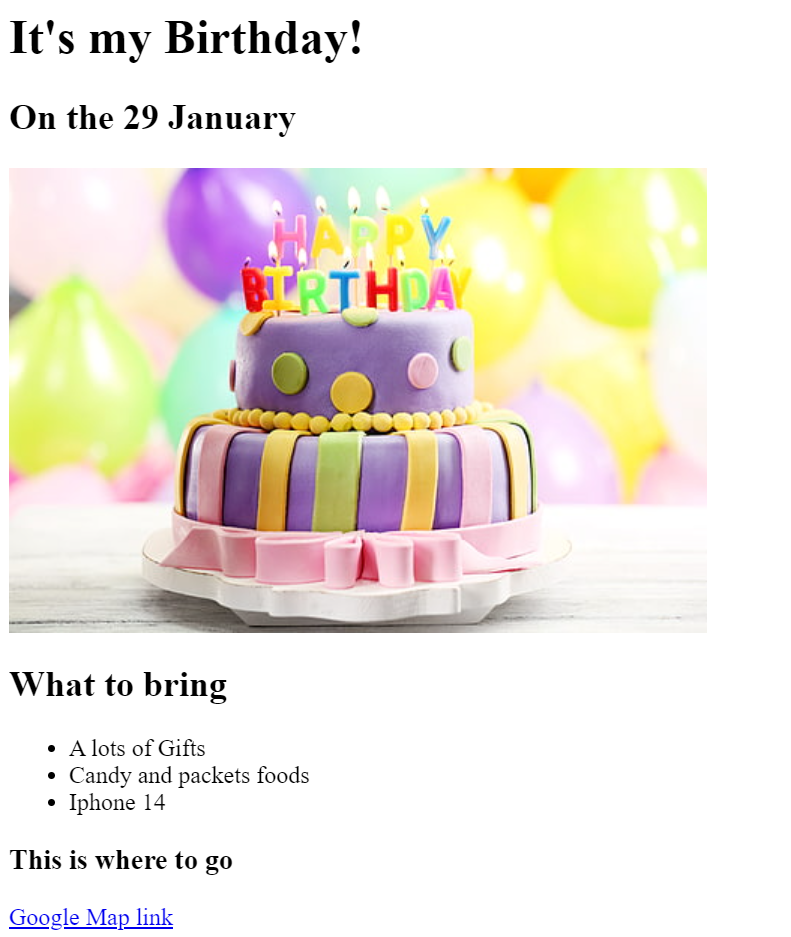 It's my Birthday!
On the 29 January
HAPPY
BIRTHDAY
What to bring
A lots of Gifts
Candy and packets foods
Iphone 14
This is where to go
Google Map link